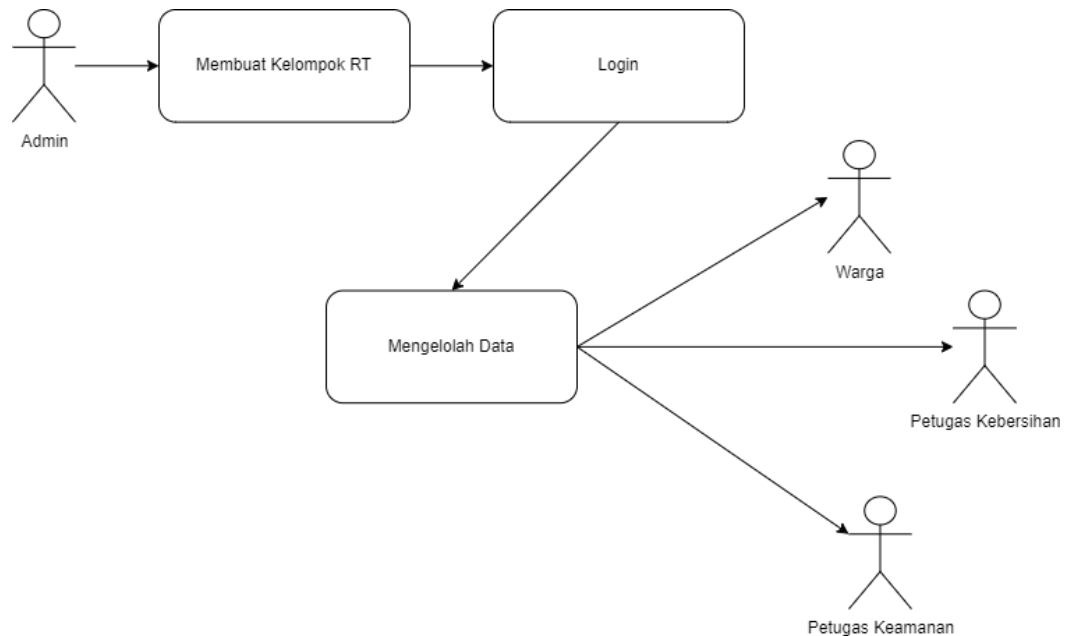 Membuat Kelompok RT
Login
Admin
Warga
Mengelolah Data
Petugas Kebersihan
Petugas Keamanan